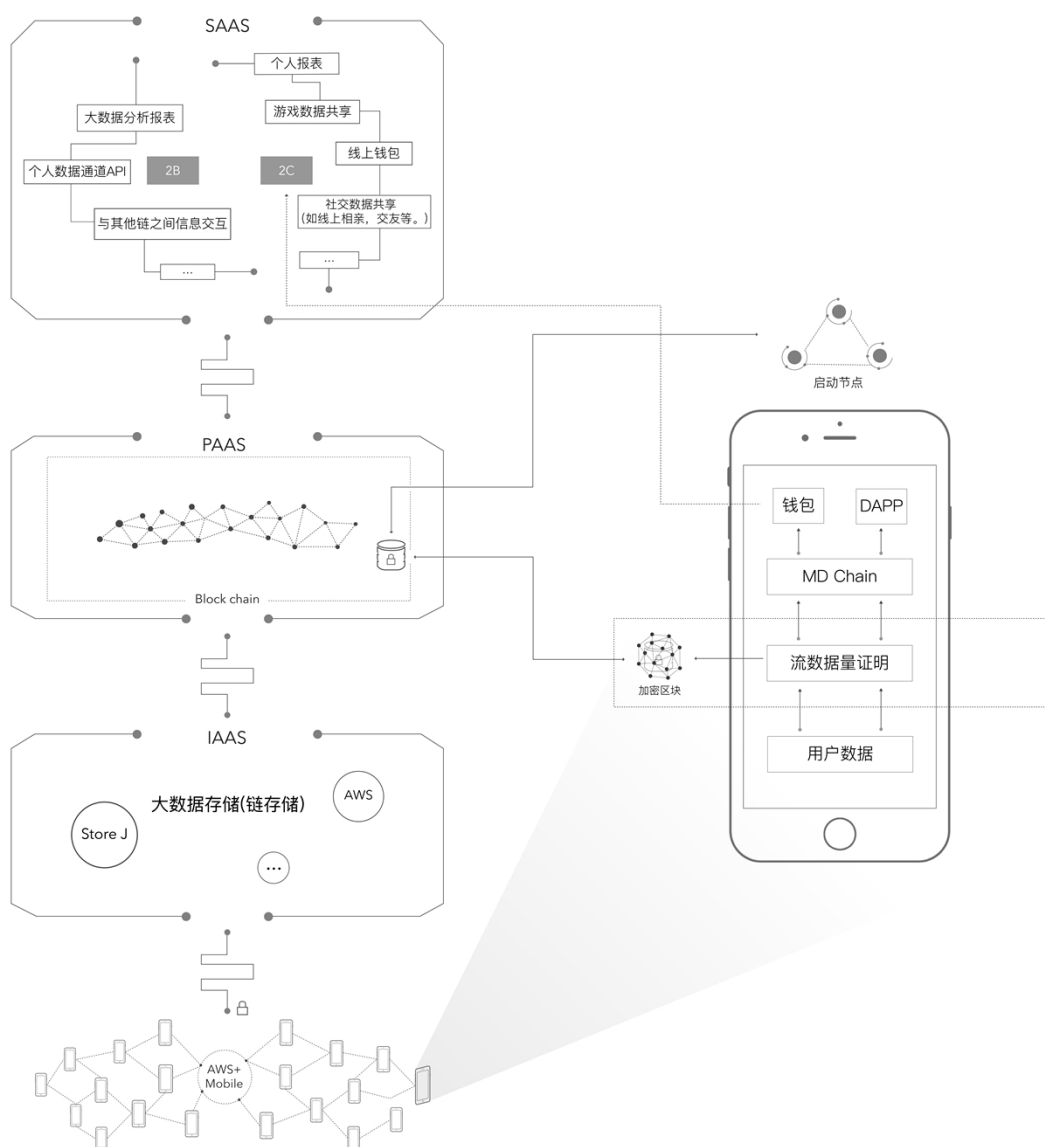 SAAS
个人报表
大数据分析报表
游戏数据共享
线上钱包
个人数据通道API
2B
2C
社交数据共享
(如线上相亲，交友等。)
与其他链之间信息交互
...
...
启动节点
PAAS
Block chain
钱包
DAPP
MD Chain
流数据量证明
加密区块
用户数据
IAAS
大数据存储(链存储)
AWS
Store J
...
AWS+
Mobile